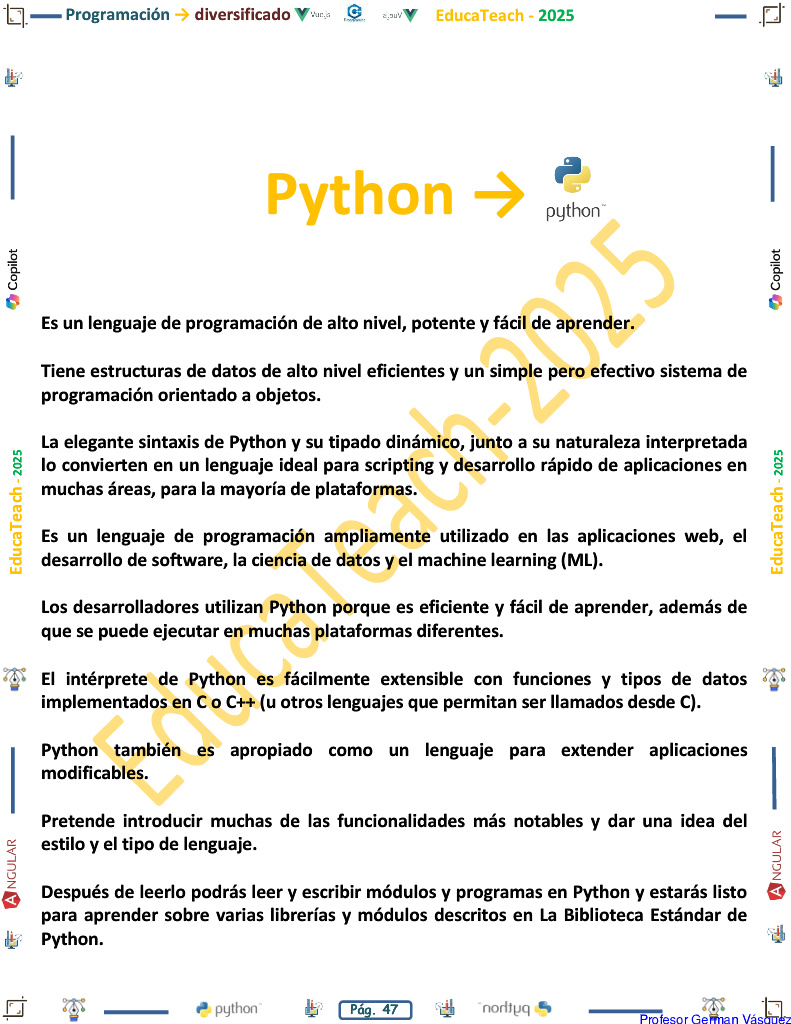 Programación → diversificado Vue.js EducaTeach - 2025
Python →
python™
Copilot
Copilot
Es un lenguaje de programación de alto nivel, potente y fácil de aprender.
Tiene estructuras de datos de alto nivel eficientes y un simple pero efectivo sistema de
programación orientado a objetos.
La elegante sintaxis de Python y su tipado dinámico, junto a su naturaleza interpretada
lo convierten en un lenguaje ideal para scripting y desarrollo rápido de aplicaciones en
muchas áreas, para la mayoría de plataformas.
EducaTeach - 2025
EducaTeach - 2025
Es un lenguaje de programación ampliamente utilizado en las aplicaciones web, el
desarrollo de software, la ciencia de datos y el machine learning (ML).
Los desarrolladores utilizan Python porque es eficiente y fácil de aprender, además de
que se puede ejecutar en muchas plataformas diferentes.
El intérprete de Python es fácilmente extensible con funciones y tipos de datos
implementados en C o C++ (u otros lenguajes que permitan ser llamados desde C).
Python también es apropiado como un lenguaje para extender aplicaciones
modificables.
Pretende introducir muchas de las funcionalidades más notables y dar una idea del
estilo y el tipo de lenguaje.
ANGULAR
ANGULAR
Después de leerlo podrás leer y escribir módulos y programas en Python y estarás listo
para aprender sobre varias librerías y módulos descritos en La Biblioteca Estándar de
Python.
EducaTeach-2025
python™ Pág. 47 python™
Profesor German Vásquez